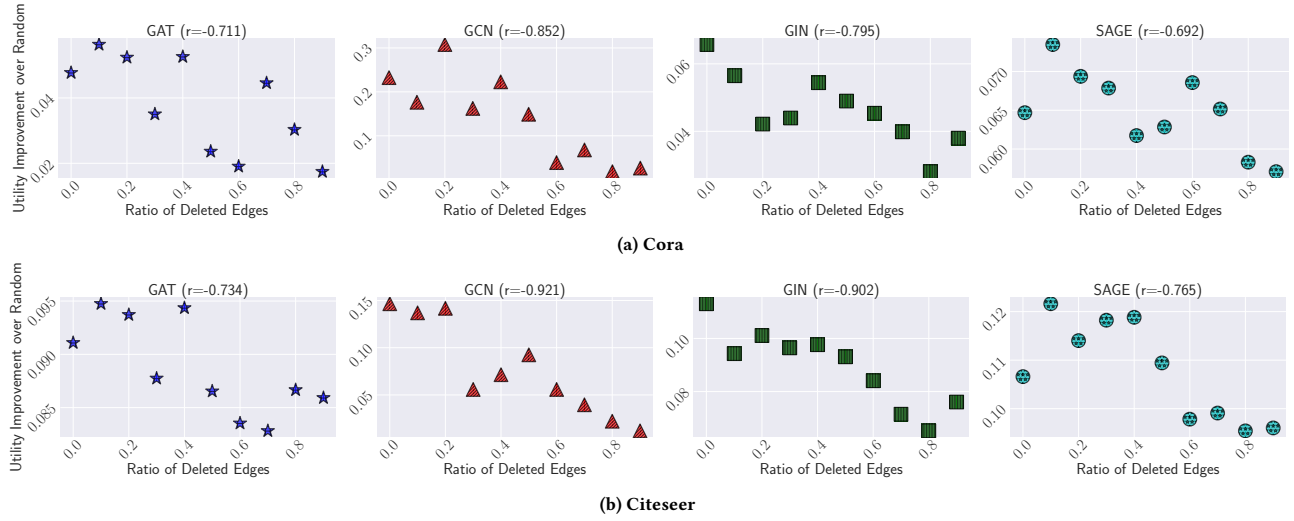 GAT (r=-0.711)
GCN (r=-0.852)
GIN (r=-0.795)
SAGE (r=-0.692)
Utility Improvement over Random
0.04
0.02
0.3
0.2
0.1
0.06
0.04
0.070
0.065
0.060
0.0 0.2 0.4 0.6 0.8
0.0 0.2 0.4 0.6 0.8
0.0 0.2 0.4 0.6 0.8
0.0 0.2 0.4 0.6 0.8
Ratio of Deleted Edges
Ratio of Deleted Edges
Ratio of Deleted Edges
Ratio of Deleted Edges
(a) Cora
GAT (r=-0.734)
GCN (r=-0.921)
GIN (r=-0.902)
SAGE (r=-0.765)
Utility Improvement over Random
0.095
0.090
0.085
0.15
0.10
0.05
0.10
0.08
0.12
0.11
0.10
0.0 0.2 0.4 0.6 0.8
0.0 0.2 0.4 0.6 0.8
0.0 0.2 0.4 0.6 0.8
0.0 0.2 0.4 0.6 0.8
Ratio of Deleted Edges
Ratio of Deleted Edges
Ratio of Deleted Edges
Ratio of Deleted Edges
(b) Citeseer